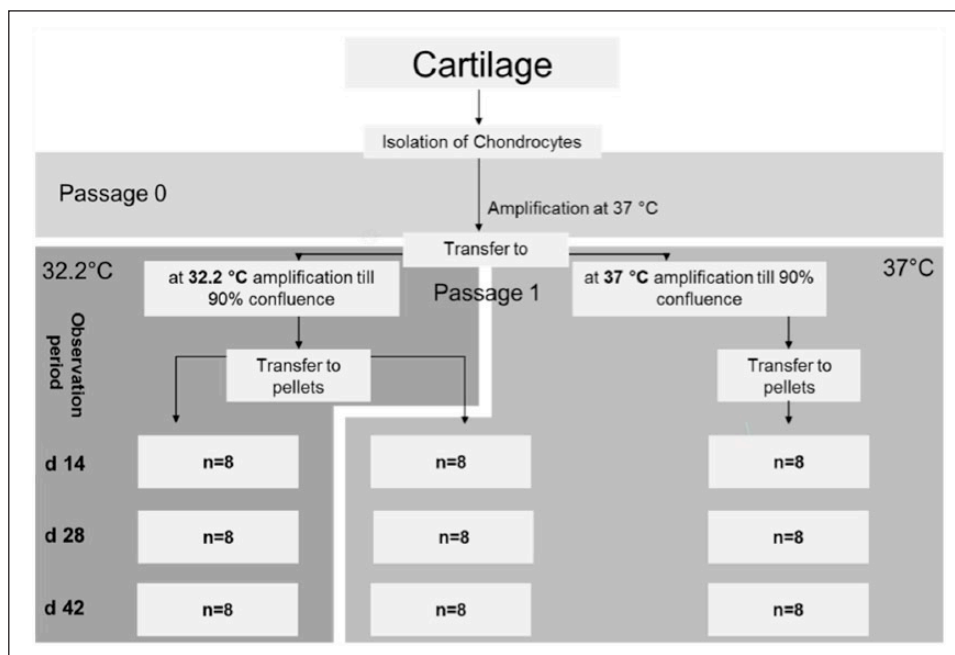 Cartilage
Isolation of Chondrocytes
Passage 0
Amplification at 37 °C
Transfer to
32.2°C
at 32.2 °C amplification till
90% confluence
Passage 1
at 37 °C amplification till 90%
confluence
37°C
Observation
period
Transfer to
pellets
Transfer to
pellets
d 14
n=8
n=8
n=8
d 28
n=8
n=8
n=8
d 42
n=8
n=8
n=8